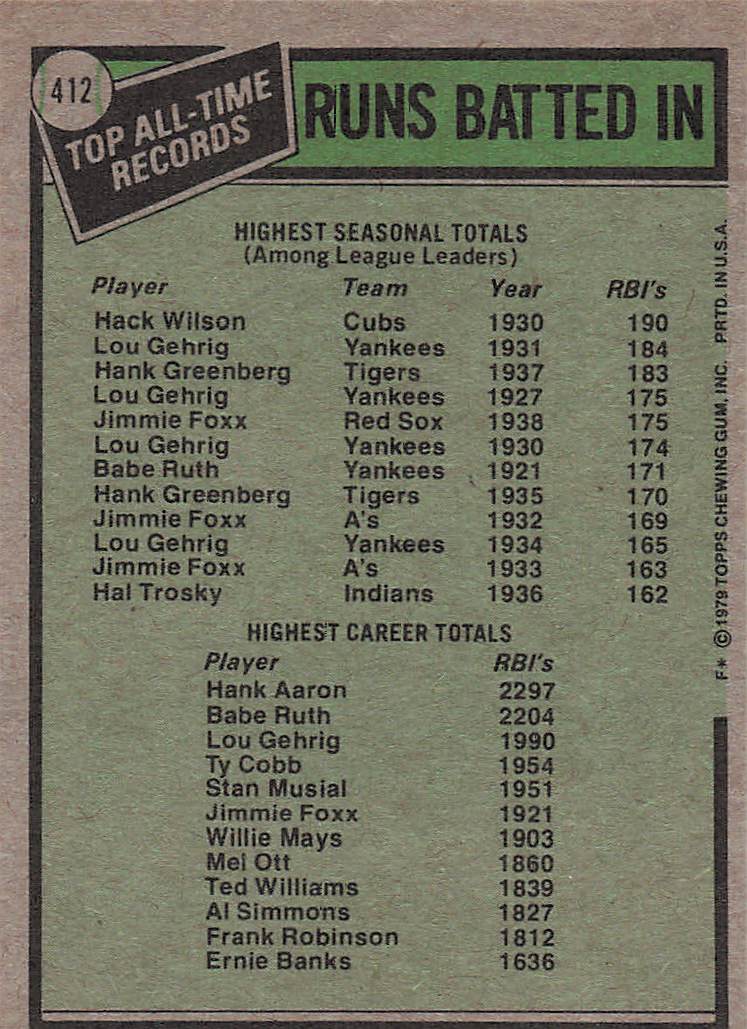 412
TOP ALL-TIME
RECORDS
RUNS BATTED IN
HIGHEST SEASONAL TOTALS
(Among League Leaders)
Player Team Year RBI's
Hack Wilson Cubs 1930 190
Lou Gehrig Yankees 1931 184
Hank Greenberg Tigers 1937 183
Lou Gehrig Yankees 1927 175
Jimmie Foxx Red Sox 1938 175
Lou Gehrig Yankees 1930 174
Babe Ruth Yankees 1921 171
Hank Greenberg Tigers 1935 170
Jimmie Foxx A's 1932 169
Lou Gehrig Yankees 1934 165
Jimmie Foxx A's 1933 163
Hal Trosky Indians 1936 162
HIGHEST CAREER TOTALS
Player RBI's
Hank Aaron 2297
Babe Ruth 2204
Lou Gehrig 1990
Ty Cobb 1954
Stan Musial 1951
Jimmie Foxx 1921
Willie Mays 1903
Mel Ott 1860
Ted Williams 1839
Al Simmons 1827
Frank Robinson 1812
Ernie Banks 1636
F* © 1979 TOPPS CHEWING GUM, INC. PRTD. IN U.S.A.